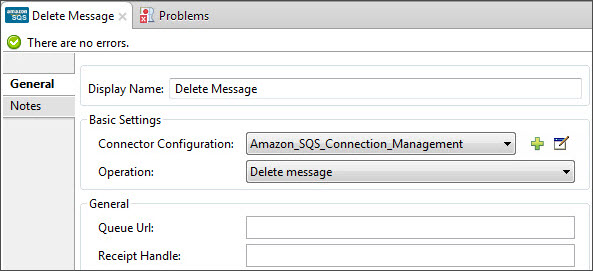 amazon SQS Delete Message Problems
There are no errors.
General
Notes
Display Name: Delete Message
Basic Settings
Connector Configuration: Amazon_SQS_Connection_Management
Operation: Delete message
General
Queue Url:
Receipt Handle: